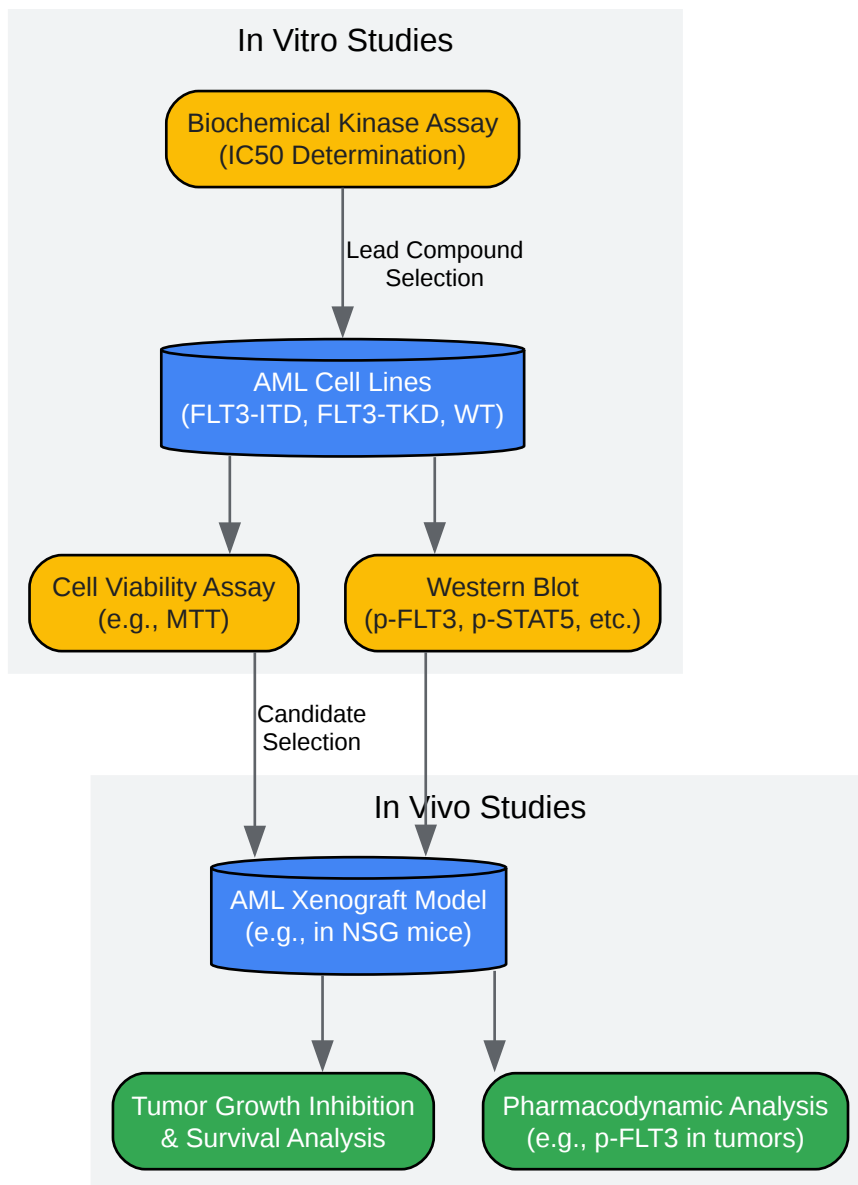 In Vitro Studies
Biochemical Kinase Assay
(IC50 Determination)
Lead Compound
Selection
AML Cell Lines
(FLT3-ITD, FLT3-TKD, WT)
Cell Viability Assay
(e.g., MTT)
Western Blot
(p-FLT3, p-STAT5, etc.)
Candidate
Selection
In Vivo Studies
AML Xenograft Model
(e.g., in NSG mice)
Tumor Growth Inhibition
& Survival Analysis
Pharmacodynamic Analysis
(e.g., p-FLT3 in tumors)